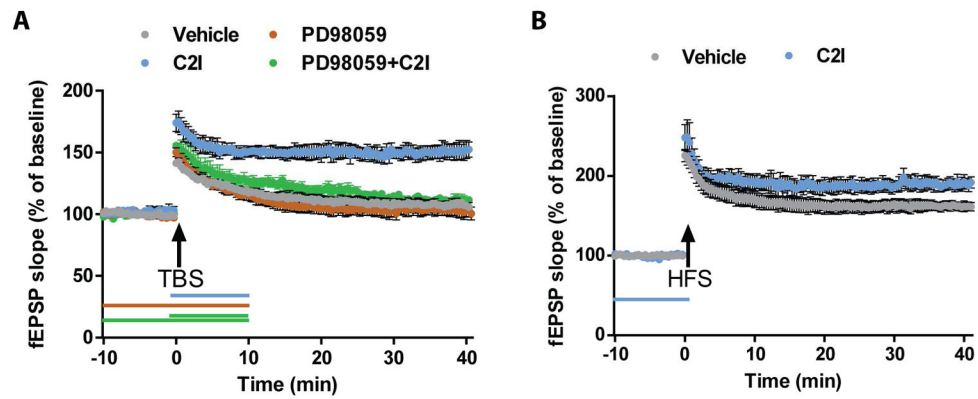 A
Vehicle PD98059
C2I PD98059+C2I
fEPSP slope (% of baseline)
200
150
100
50
0
TBS
-10 0 10 20 30 40
Time (min)
B
Vehicle C2I
fEPSP slope (% of baseline)
300
200
100
0
HFS
-10 0 10 20 30 40
Time (min)